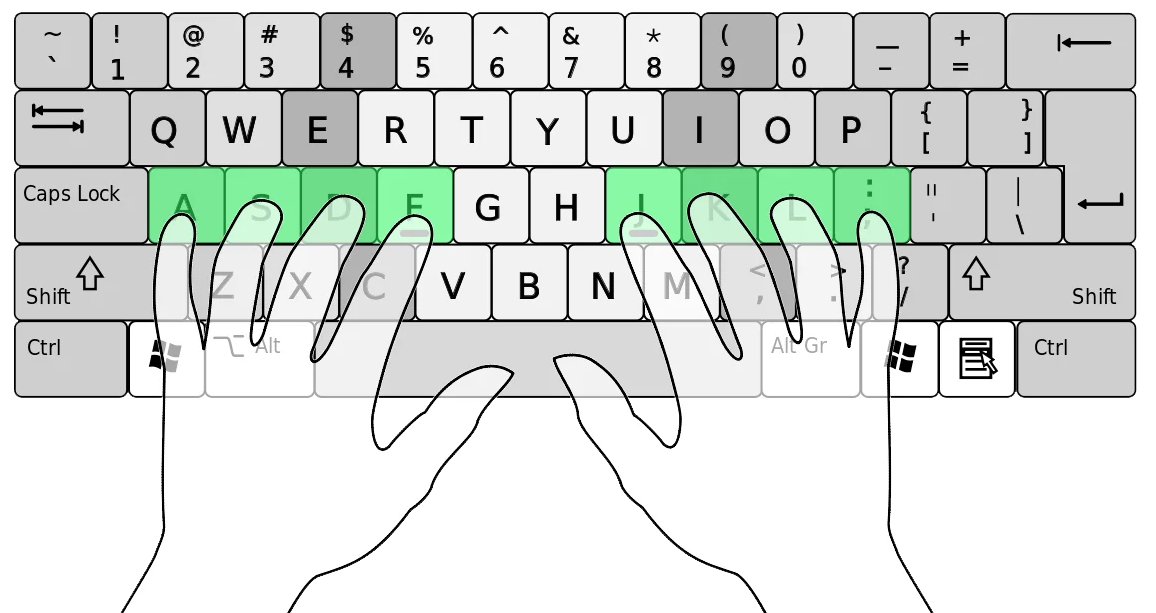 ~ ! @ # $ % ^ & * ( ) _ +
` 1 2 3 4 5 6 7 8 9 0 - =
Q W E R T Y U I O P { }
[ ]
Caps Lock A S D F G H J K L : " |
; ' \
Shift Z X C V B N M < > ? Shift
, . /
Ctrl Alt Alt Gr Ctrl